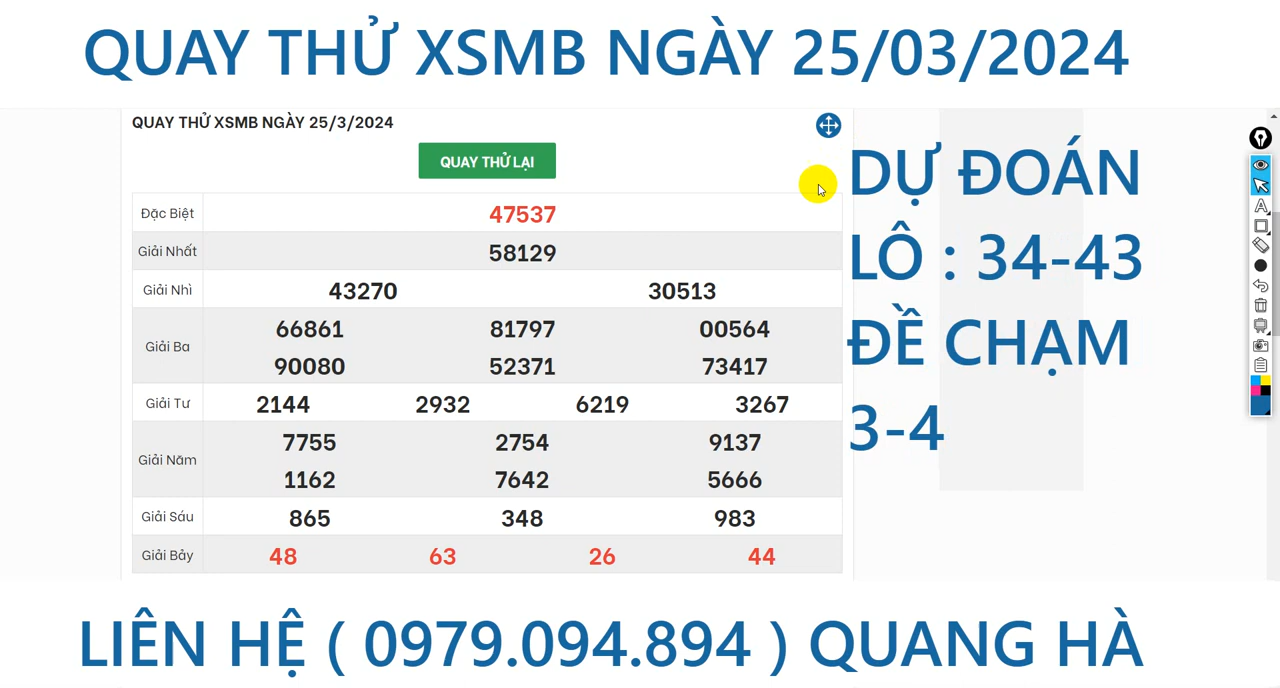 QUAY THỬ XSMB NGÀY 25/03/2024
QUAY THỬ XSMB NGÀY 25/3/2024
QUAY THỬ LẠI
Đặc Biệt 47537
Giải Nhất 58129
Giải Nhì 43270 30513
Giải Ba 66861 81797 00564
90080 52371 73417
Giải Tư 2144 2932 6219 3267
Giải Năm 7755 2754 9137
1162 7642 5666
Giải Sáu 865 348 983
Giải Bảy 48 63 26 44
DỰ ĐOÁN
LÔ : 34-43
ĐỀ CHẠM
3-4
LIÊN HỆ ( 0979.094.894 ) QUANG HÀ